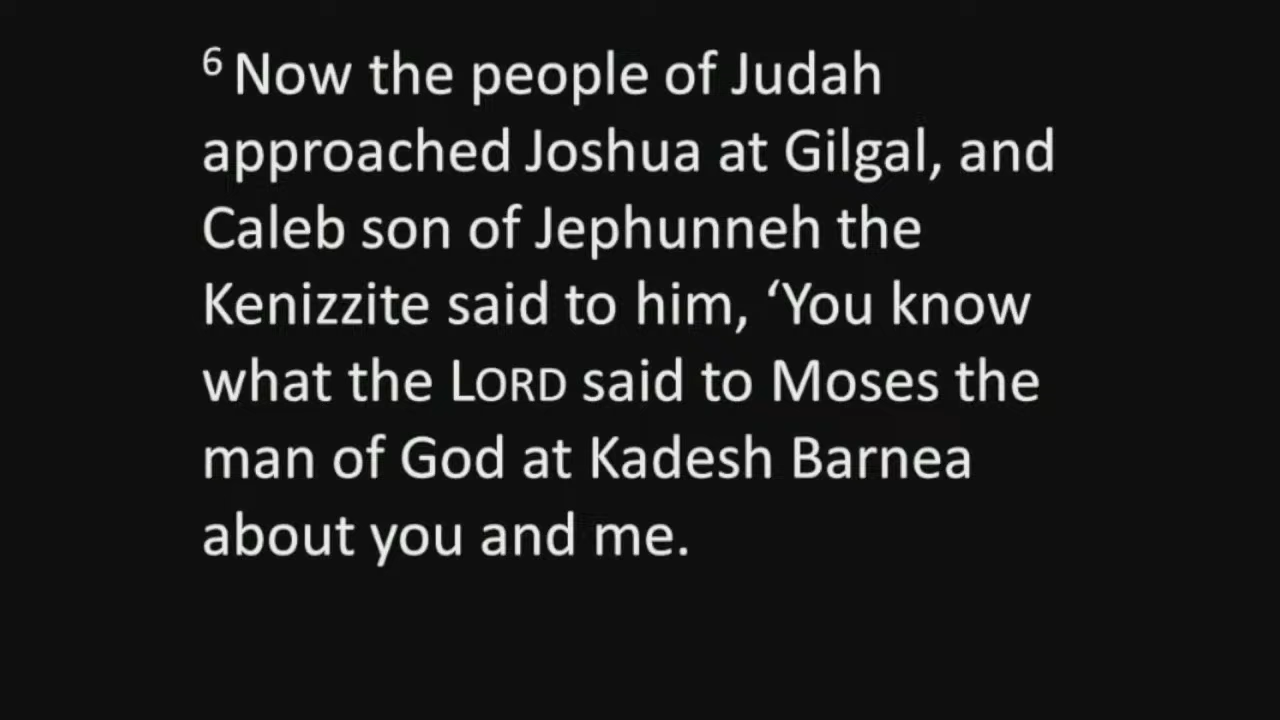 6 Now the people of Judah
approached Joshua at Gilgal, and
Caleb son of Jephunneh the
Kenizzite said to him, ‘You know
what the LORD said to Moses the
man of God at Kadesh Barnea
about you and me.